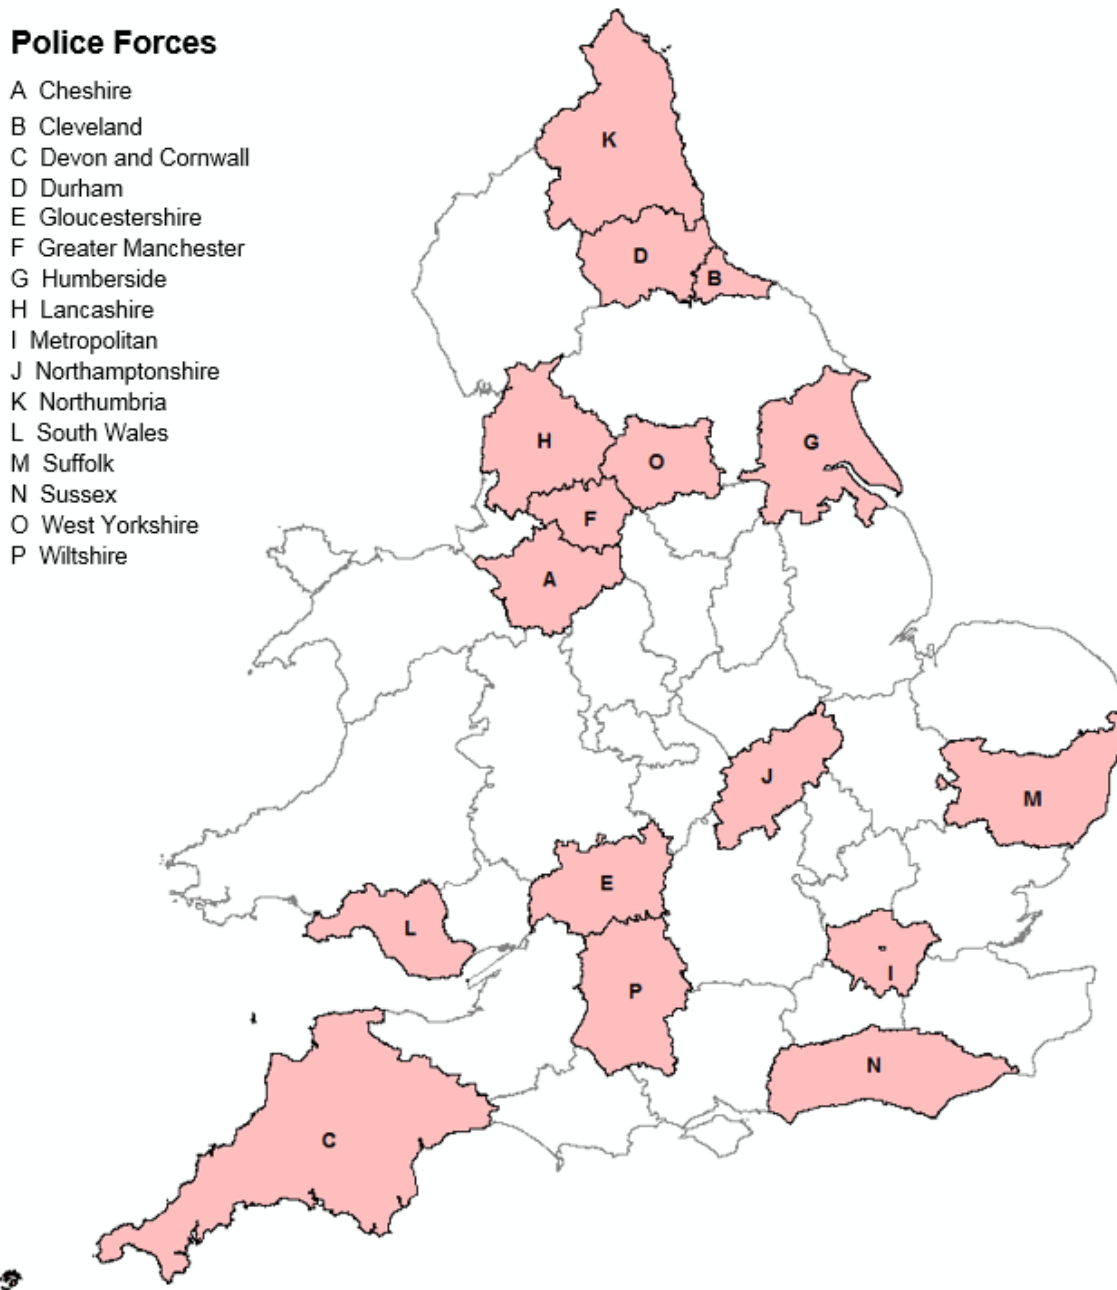 Police Forces
A Cheshire
B Cleveland
C Devon and Cornwall
D Durham
E Gloucestershire
F Greater Manchester
G Humberside
H Lancashire
I Metropolitan
J Northamptonshire
K Northumbria
L South Wales
M Suffolk
N Sussex
O West Yorkshire
P Wiltshire
K
D
B
H
G
O
F
A
J
M
E
L
I
P
N
C